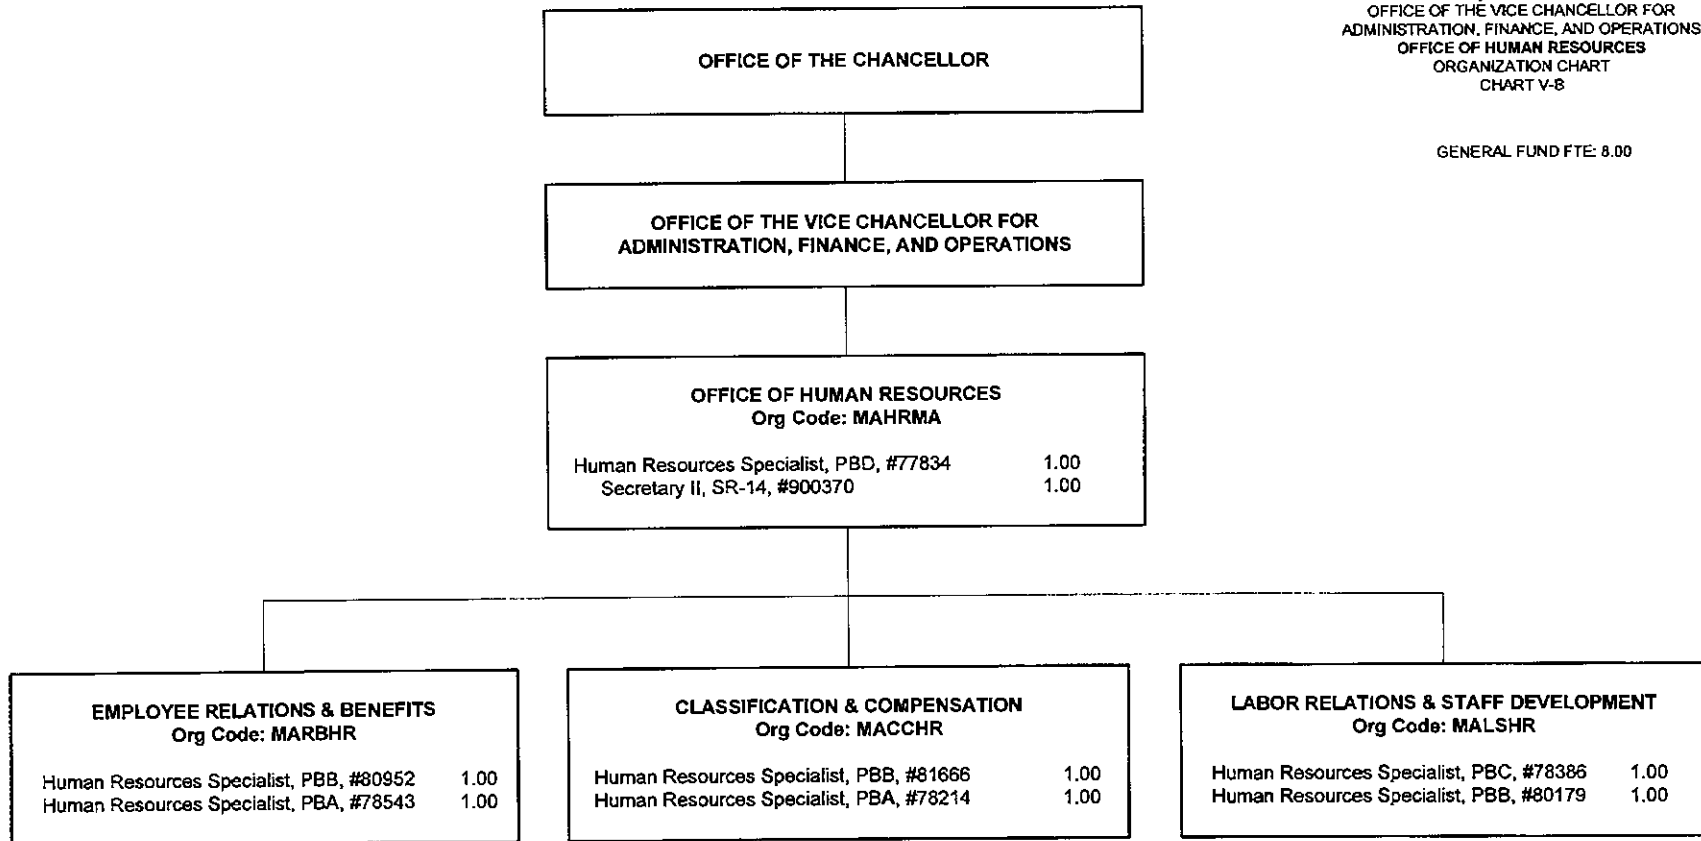 OFFICE OF THE VICE CHANCELLOR FOR
ADMINISTRATION, FINANCE, AND OPERATIONS
OFFICE OF HUMAN RESOURCES
ORGANIZATION CHART
CHART V-8
GENERAL FUND FTE: 8.00
OFFICE OF THE CHANCELLOR
OFFICE OF THE VICE CHANCELLOR FOR
ADMINISTRATION, FINANCE, AND OPERATIONS
OFFICE OF HUMAN RESOURCES
Org Code: MAHRMA
Human Resources Specialist, PBD, #77834 1.00
Secretary II, SR-14, #900370 1.00
EMPLOYEE RELATIONS & BENEFITS
Org Code: MARBHR
Human Resources Specialist, PBB, #80952 1.00
Human Resources Specialist, PBA, #78543 1.00
CLASSIFICATION & COMPENSATION
Org Code: MACCHR
Human Resources Specialist, PBB, #81666 1.00
Human Resources Specialist, PBA, #78214 1.00
LABOR RELATIONS & STAFF DEVELOPMENT
Org Code: MALSHR
Human Resources Specialist, PBC, #78386 1.00
Human Resources Specialist, PBB, #80179 1.00